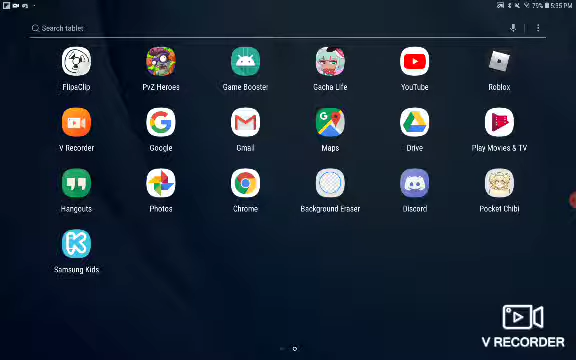 79% 5:35 PM
Search tablet
FlipaClip PvZ Heroes Game Booster Gacha Life YouTube Roblox
V Recorder Google Gmail Maps Drive Play Movies & TV
Hangouts Photos Chrome Background Eraser Discord Pocket Chibi
Samsung Kids
V RECORDER